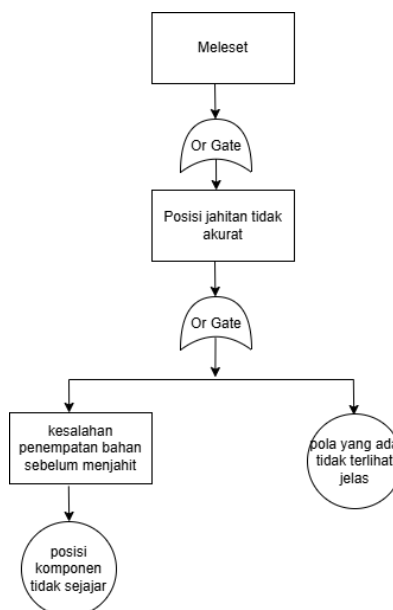 Meleset
Or Gate
Posisi jahitan tidak
akurat
Or Gate
kesalahan
penempatan bahan
sebelum menjahit
pola yang ada
tidak terlihat
jelas
posisi
komponen
tidak sejajar